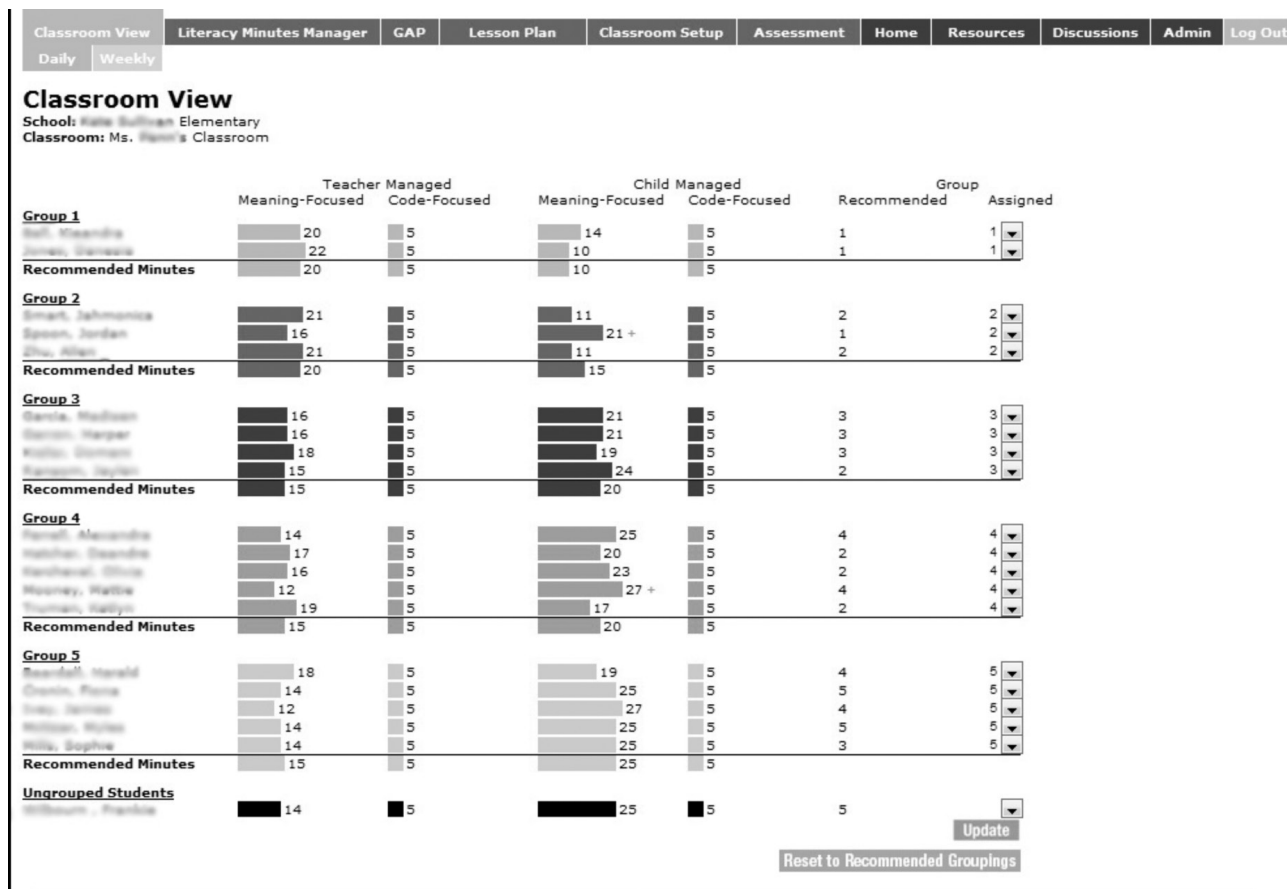 Classroom View Literacy Minutes Manager GAP Lesson Plan Classroom Setup Assessment Home Resources Discussions Admin Log Out
Daily Weekly
Classroom View
School: Elementary
Classroom: Ms. Classroom
Teacher Managed Child Managed Group
Meaning-Focused Code-Focused Meaning-Focused Code-Focused Recommended Assigned
Group 1
20 5 14 5 1 1
22 5 10 5 1 1
Recommended Minutes 20 5 10 5
Group 2
21 5 11 5 2 2
16 5 21 + 5 1 2
21 5 11 5 2 2
Recommended Minutes 20 5 15 5
Group 3
16 5 21 5 3 3
16 5 21 5 3 3
18 5 19 5 3 3
15 5 24 5 2 3
Recommended Minutes 15 5 20 5
Group 4
14 5 25 5 4 4
17 5 20 5 2 4
16 5 23 5 2 4
12 5 27 + 5 4 4
19 5 17 5 2 4
Recommended Minutes 15 5 20 5
Group 5
18 5 19 5 4 5
14 5 25 5 5 5
12 5 27 5 4 5
14 5 25 5 5 5
14 5 25 5 3 5
Recommended Minutes 15 5 25 5
Ungrouped Students
14 5 25 5 5
Update
Reset to Recommended Groupings